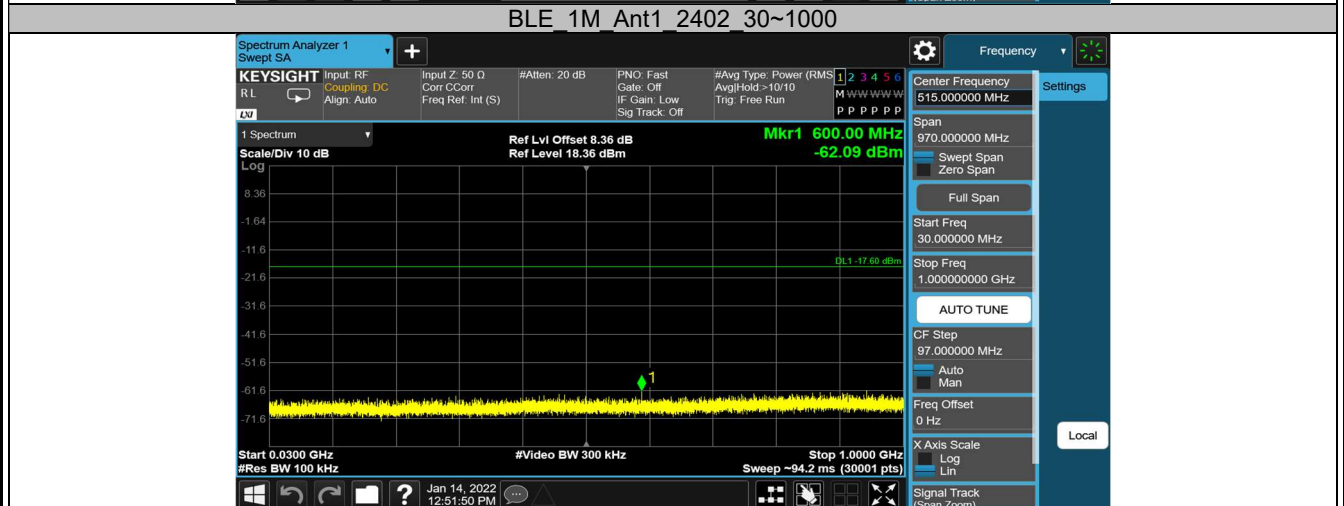 BLE_1M_Ant1_2402_30~1000
Spectrum Analyzer 1
Swept SA
+
Frequency
KEYSIGHT
RL
LXI
Input: RF
Coupling: DC
Align: Auto
Input Z: 50 Ω
Corr CCorr
Freq Ref: Int (S)
#Atten: 20 dB
PNO: Fast
Gate: Off
IF Gain: Low
Sig Track: Off
#Avg Type: Power (RMS
Avg|Hold:>10/10
Trig: Free Run
1 2 3 4 5 6
M W W W W W
P P P P P P
1 Spectrum
Scale/Div 10 dB
Log
Ref Lvl Offset 8.36 dB
Ref Level 18.36 dBm
Mkr1 600.00 MHz
-62.09 dBm
8.36
-1.64
-11.6
-21.6
-31.6
-41.6
-51.6
-61.6
-71.6
DL1 -17.60 dBm
1
Start 0.0300 GHz
#Res BW 100 kHz
#Video BW 300 kHz
Stop 1.0000 GHz
Sweep ~94.2 ms (30001 pts)
?
Jan 14, 2022
12:51:50 PM
Center Frequency
515.000000 MHz
Span
970.000000 MHz
Swept Span
Zero Span
Full Span
Start Freq
30.000000 MHz
Stop Freq
1.000000000 GHz
AUTO TUNE
CF Step
97.000000 MHz
Auto
Man
Freq Offset
0 Hz
X Axis Scale
Log
Lin
Signal Track
(Span Zoom)
Settings
Local